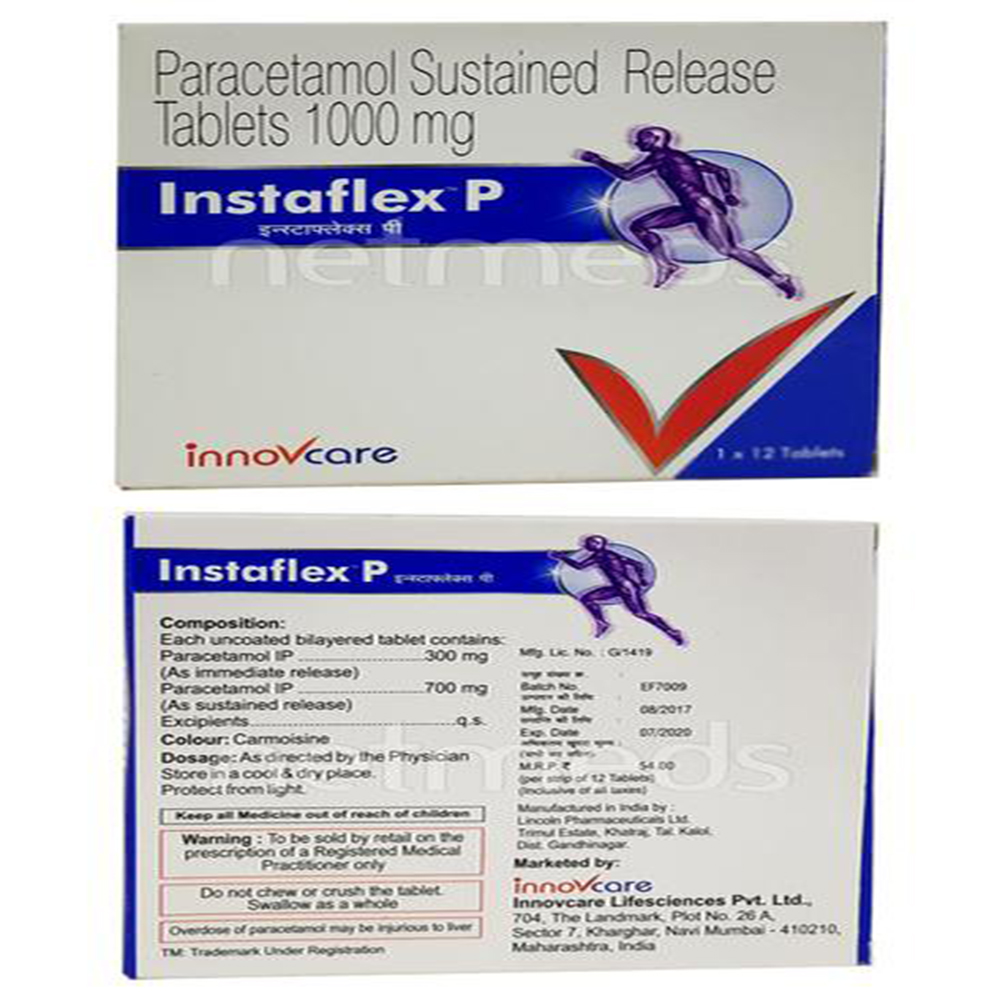 Paracetamol Sustained Release
Tablets 1000 mg
Instaflex™ P
इन्स्टाफ्लेक्स पी
netmeds
innovcare
1 x 12 Tablets
Instaflex™ P इन्स्टाफ्लेक्स पी
Composition:
Each uncoated bilayered tablet contains:
Paracetamol IP ........................300 mg
(As immediate release)
Paracetamol IP ........................700 mg
(As sustained release)
Excipients........................................q.s.
Colour: Carmoisine
Dosage: As directed by the Physician
Store in a cool & dry place.
Protect from light.
Keep all Medicine out of reach of children
Warning : To be sold by retail on the
prescription of a Registered Medical
Practitioner only
Do not chew or crush the tablet.
Swallow as a whole
Overdose of paracetamol may be injurious to liver
TM: Trademark Under Registration
Mfg. Lic. No. : G/1419
Batch No. : EF7009
Mfg. Date : 08/2017
Exp. Date : 07/2020
M.R.P. ₹ : 54.00
(per strip of 12 Tablets)
(Inclusive of all taxes)
Manufactured in India by :
Lincoln Pharmaceuticals Ltd.
Trimul Estate, Khatraj, Tal. Kalol,
Dist. Gandhinagar.
Marketed by:
innovcare
Innovcare Lifesciences Pvt. Ltd.,
704, The Landmark, Plot No. 26 A,
Sector 7, Kharghar, Navi Mumbai - 410210,
Maharashtra, India
netmeds